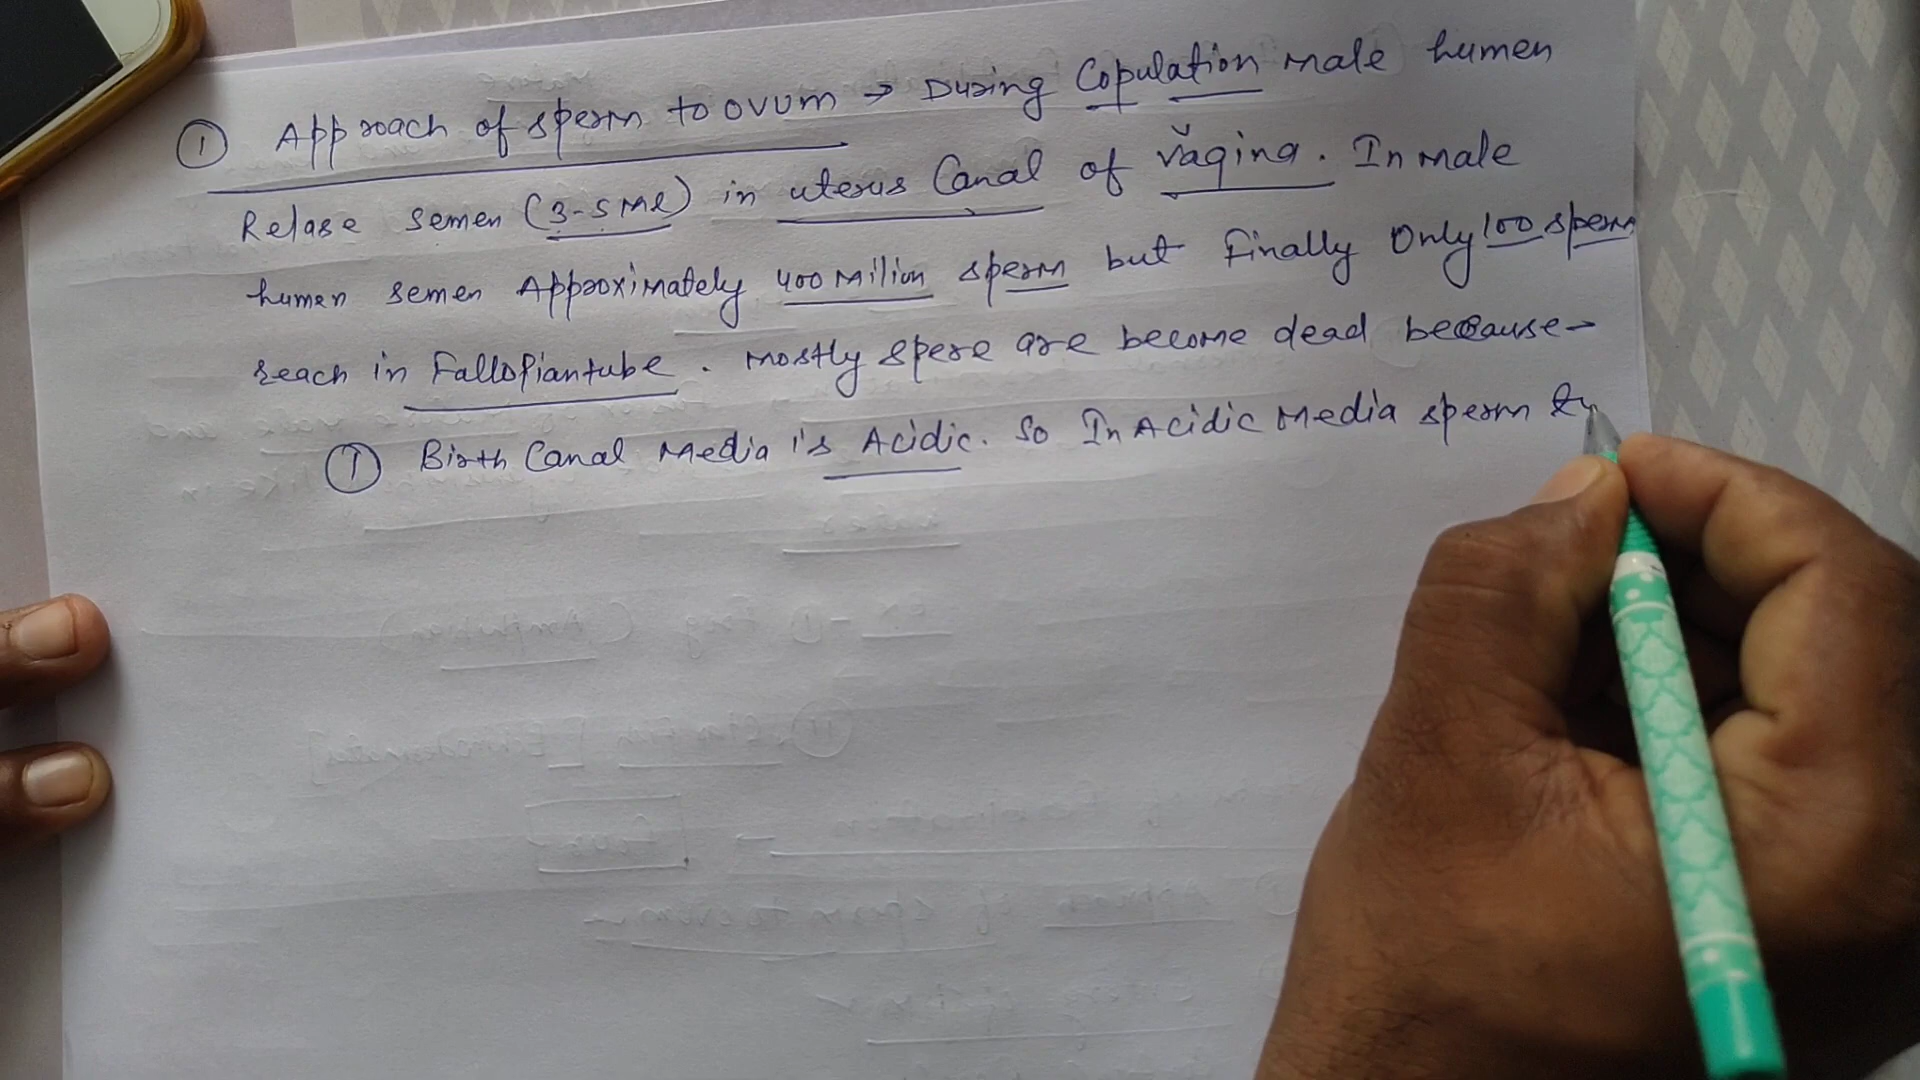 ① Approach of sperm to ovum → During Copulation male humen
Relase semen (3-5 Ml) in uterus Canal of vagina. In male
humen semen Approximately 400 Milion sperm but finally Only 100 sperm
reach in Fallopiantube. Mostly spere are become dead because→
① Birth Canal Media is Acidic. So In Acidic Media sperm